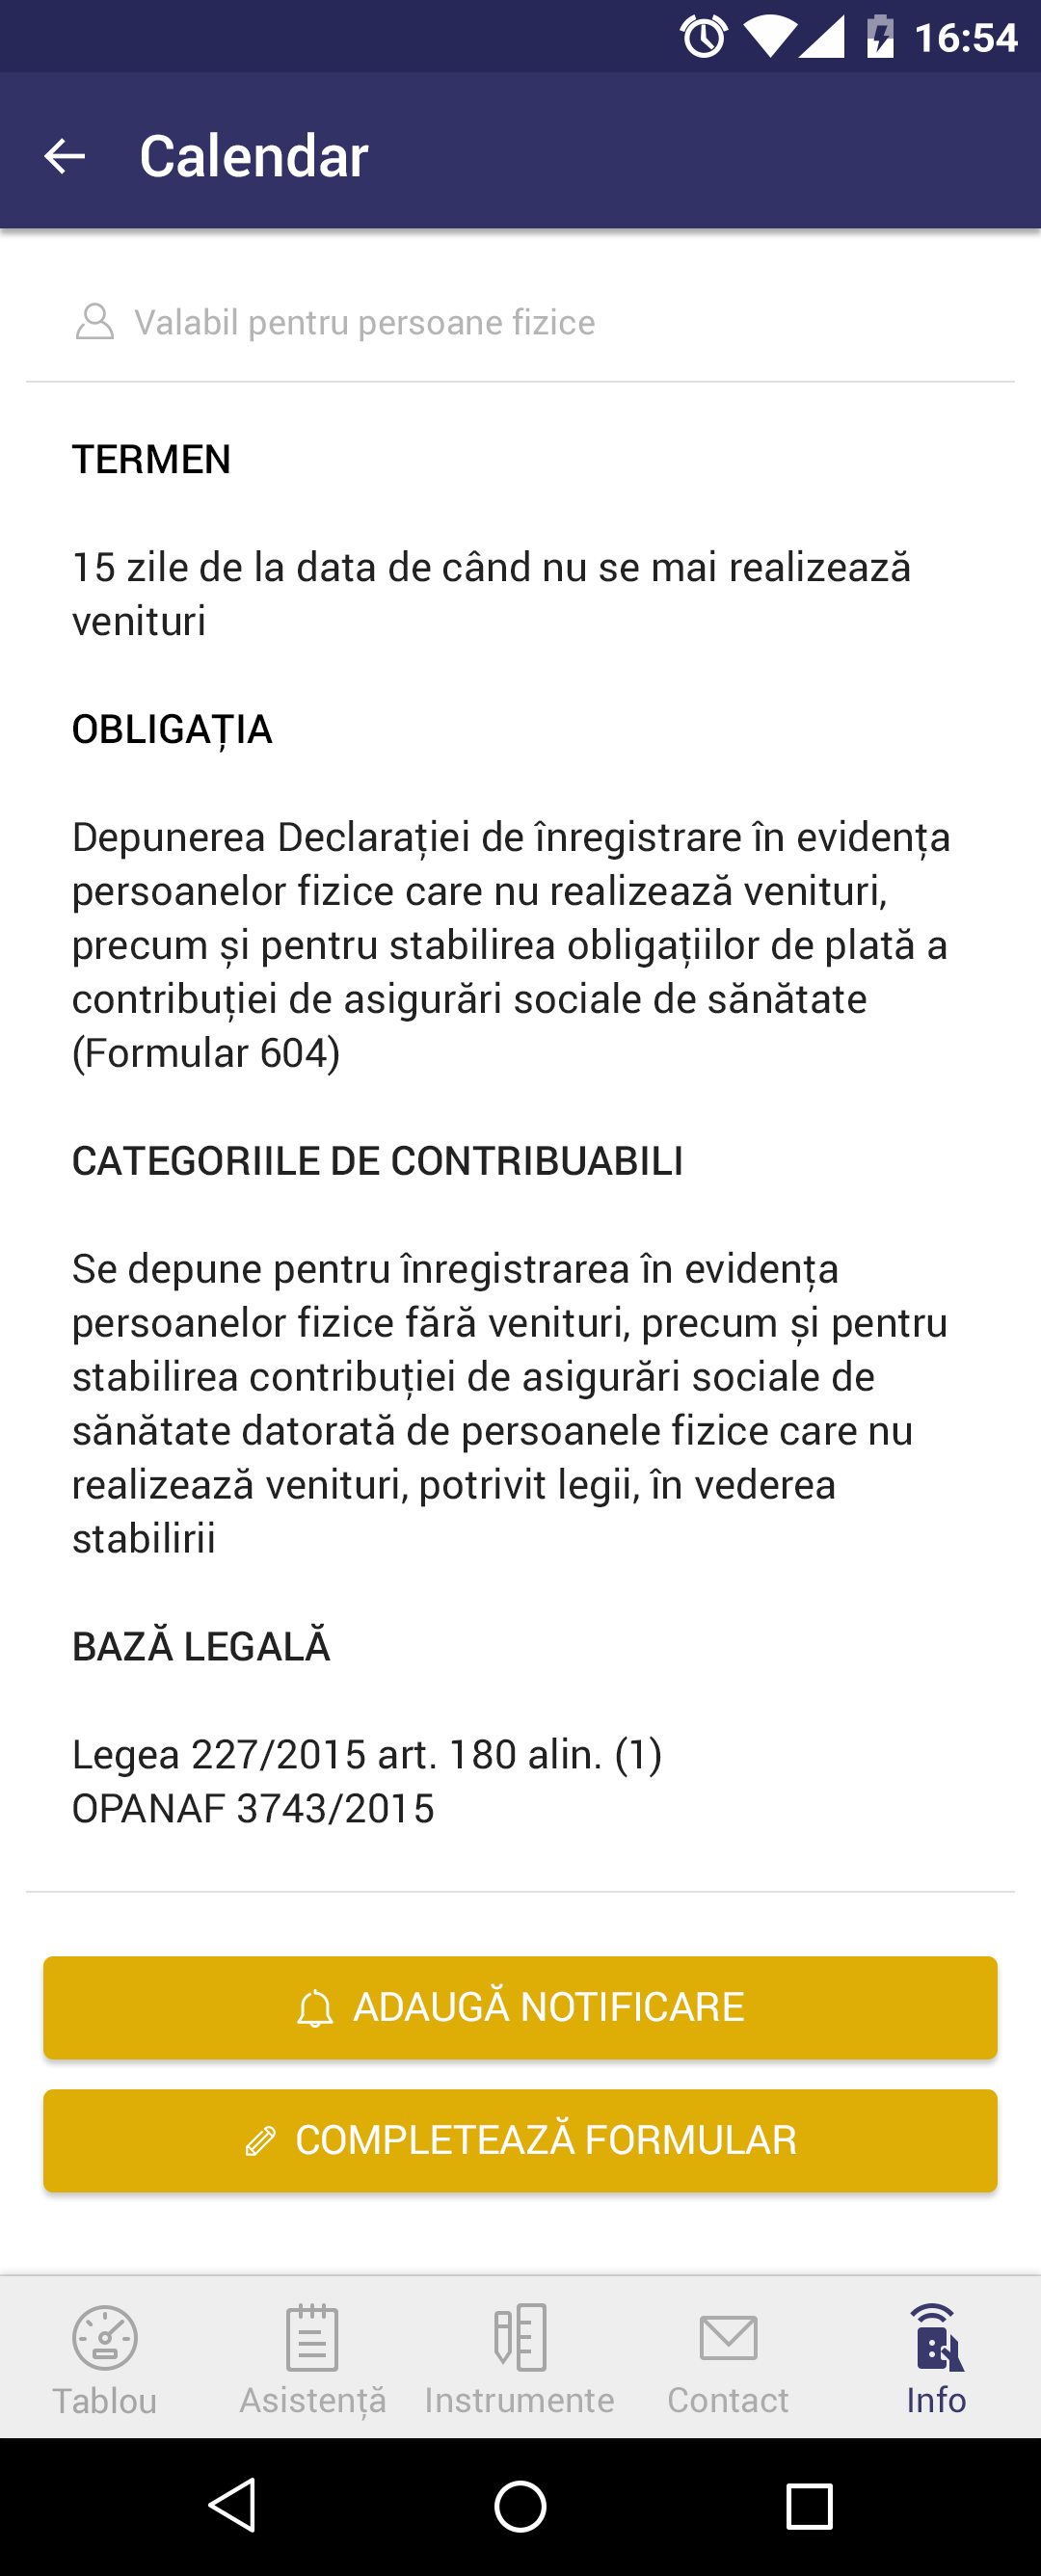 16:54
Calendar
Valabil pentru persoane fizice
TERMEN
15 zile de la data de când nu se mai realizează
venituri
OBLIGAȚIA
Depunerea Declarației de înregistrare în evidența
persoanelor fizice care nu realizează venituri,
precum și pentru stabilirea obligațiilor de plată a
contribuției de asigurări sociale de sănătate
(Formular 604)
CATEGORIILE DE CONTRIBUABILI
Se depune pentru înregistrarea în evidența
persoanelor fizice fără venituri, precum și pentru
stabilirea contribuției de asigurări sociale de
sănătate datorată de persoanele fizice care nu
realizează venituri, potrivit legii, în vederea
stabilirii
BAZĂ LEGALĂ
Legea 227/2015 art. 180 alin. (1)
OPANAF 3743/2015
ADAUGĂ NOTIFICARE
COMPLETEAZĂ FORMULAR
Tablou
Asistență
Instrumente
Contact
Info